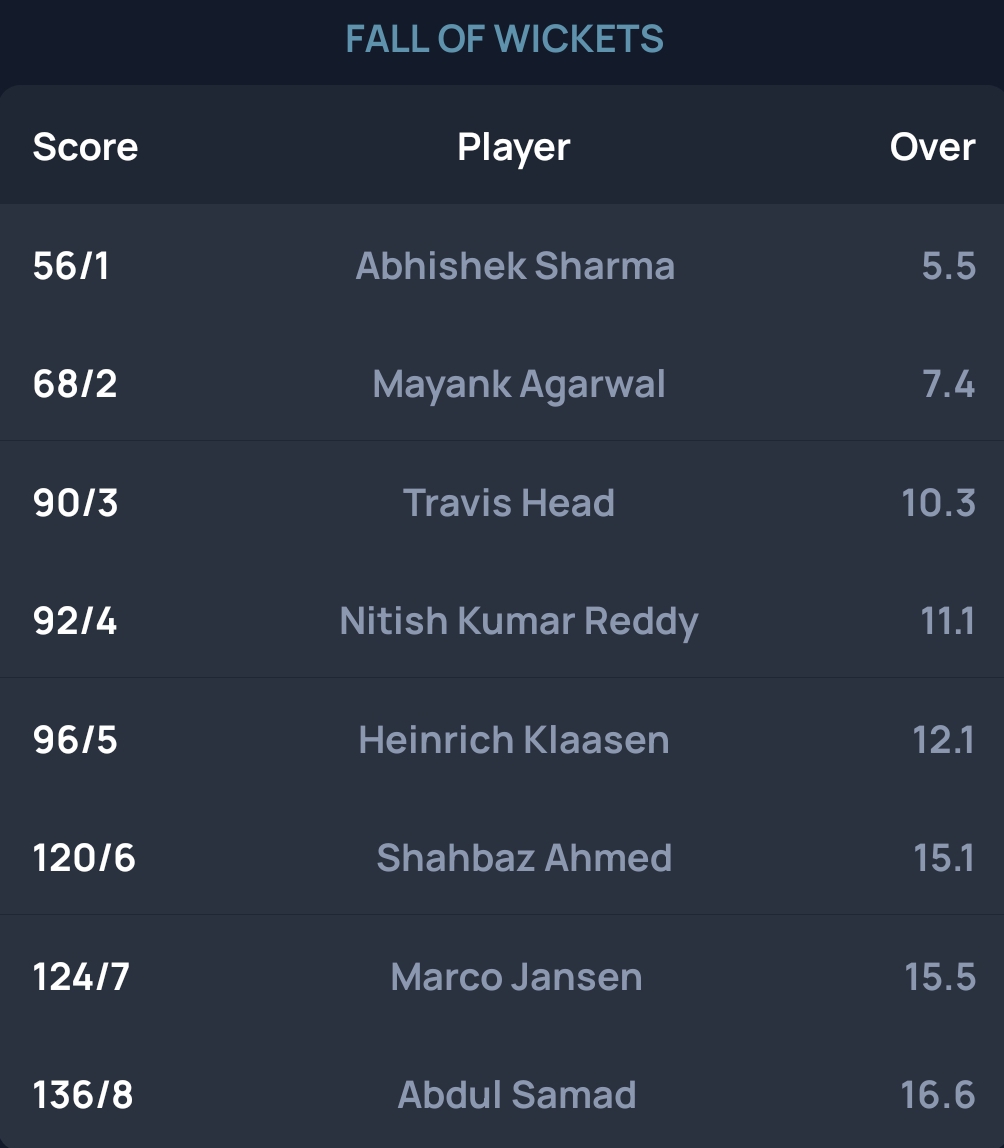 FALL OF WICKETS
Score Player Over
56/1 Abhishek Sharma 5.5
68/2 Mayank Agarwal 7.4
90/3 Travis Head 10.3
92/4 Nitish Kumar Reddy 11.1
96/5 Heinrich Klaasen 12.1
120/6 Shahbaz Ahmed 15.1
124/7 Marco Jansen 15.5
136/8 Abdul Samad 16.6